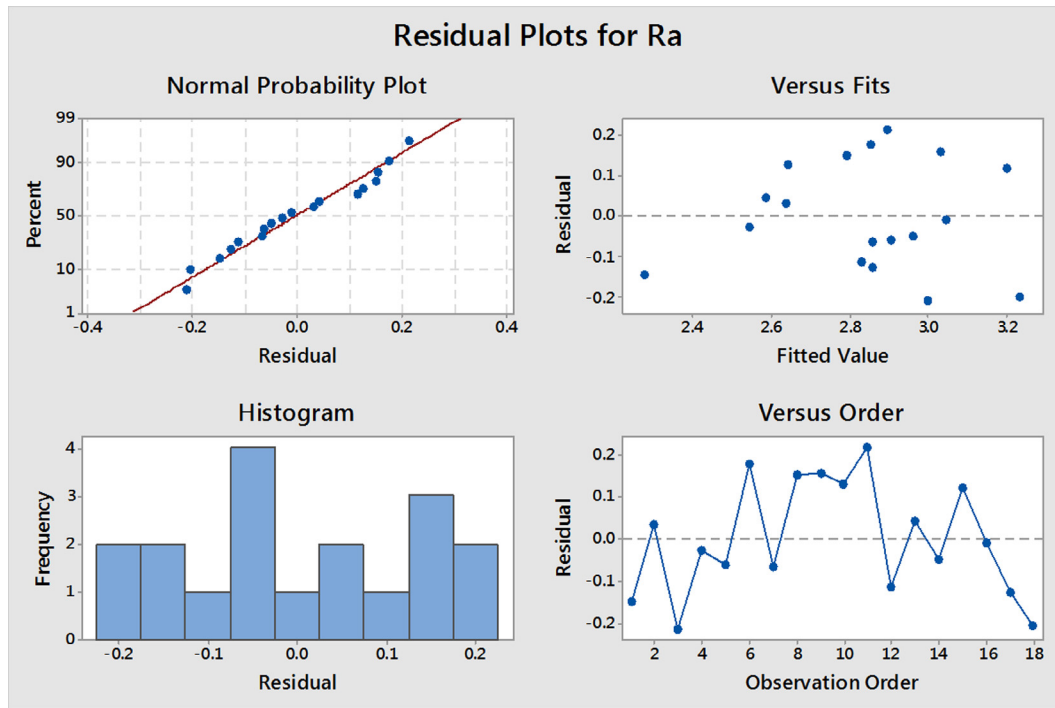 Residual Plots for Ra
Normal Probability Plot
99
90
50
10
1
Percent
-0.4 -0.2 0.0 0.2 0.4
Residual
Versus Fits
0.2
0.1
0.0
-0.1
-0.2
Residual
2.4 2.6 2.8 3.0 3.2
Fitted Value
Histogram
4
3
2
1
0
Frequency
-0.2 -0.1 0.0 0.1 0.2
Residual
Versus Order
0.2
0.1
0.0
-0.1
-0.2
Residual
2 4 6 8 10 12 14 16 18
Observation Order